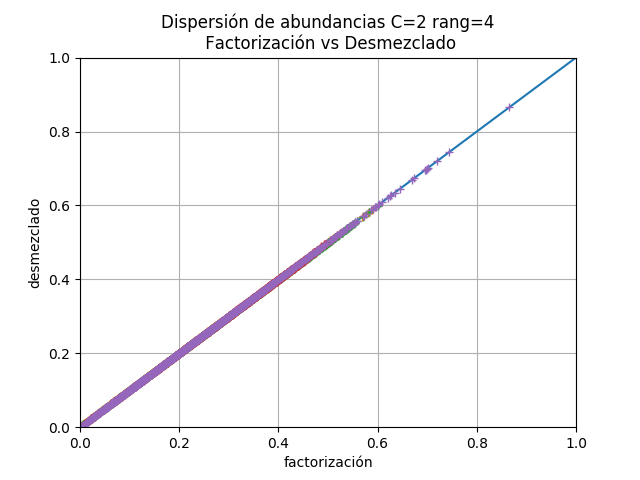 Dispersión de abundancias C=2 rang=4
Factorización vs Desmezclado
1.0
0.8
0.6
0.4
0.2
0.0
desmezclado
0.0 0.2 0.4 0.6 0.8 1.0
factorización